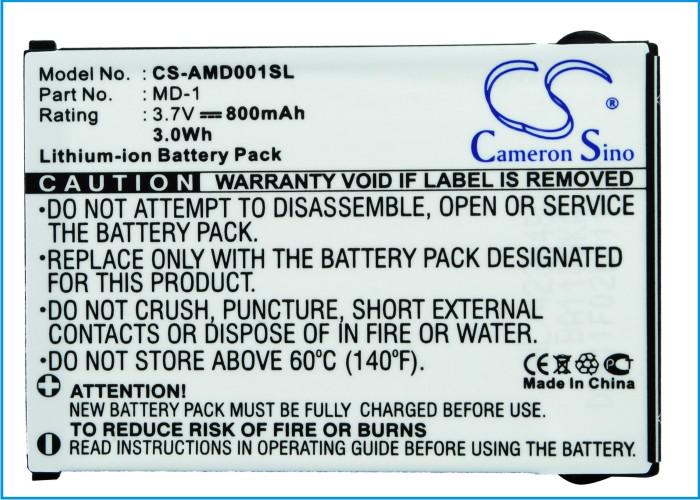 Model No. : CS-AMD001SL
Part No. : MD-1
Rating : 3.7V 800mAh
3.0Wh
Lithium-ion Battery Pack
CS ®
Cameron Sino
CAUTION WARRANTY VOID IF LABEL IS REMOVED
•DO NOT ATTEMPT TO DISASSEMBLE, OPEN OR SERVICE
THE BATTERY PACK.
•REPLACE ONLY WITH THE BATTERY PACK DESIGNATED
FOR THIS PRODUCT.
•DO NOT CRUSH, PUNCTURE, SHORT EXTERNAL
CONTACTS OR DISPOSE OF IN FIRE OR WATER.
•DO NOT STORE ABOVE 60°C (140°F).
CE
Made In China
+ ATTENTION!
NEW BATTERY PACK MUST BE FULLY CHARGED BEFORE USE.
TO REDUCE RISK OF FIRE OR BURNS
READ INSTRUCTIONS IN OPERATING GUIDE BEFORE USING.